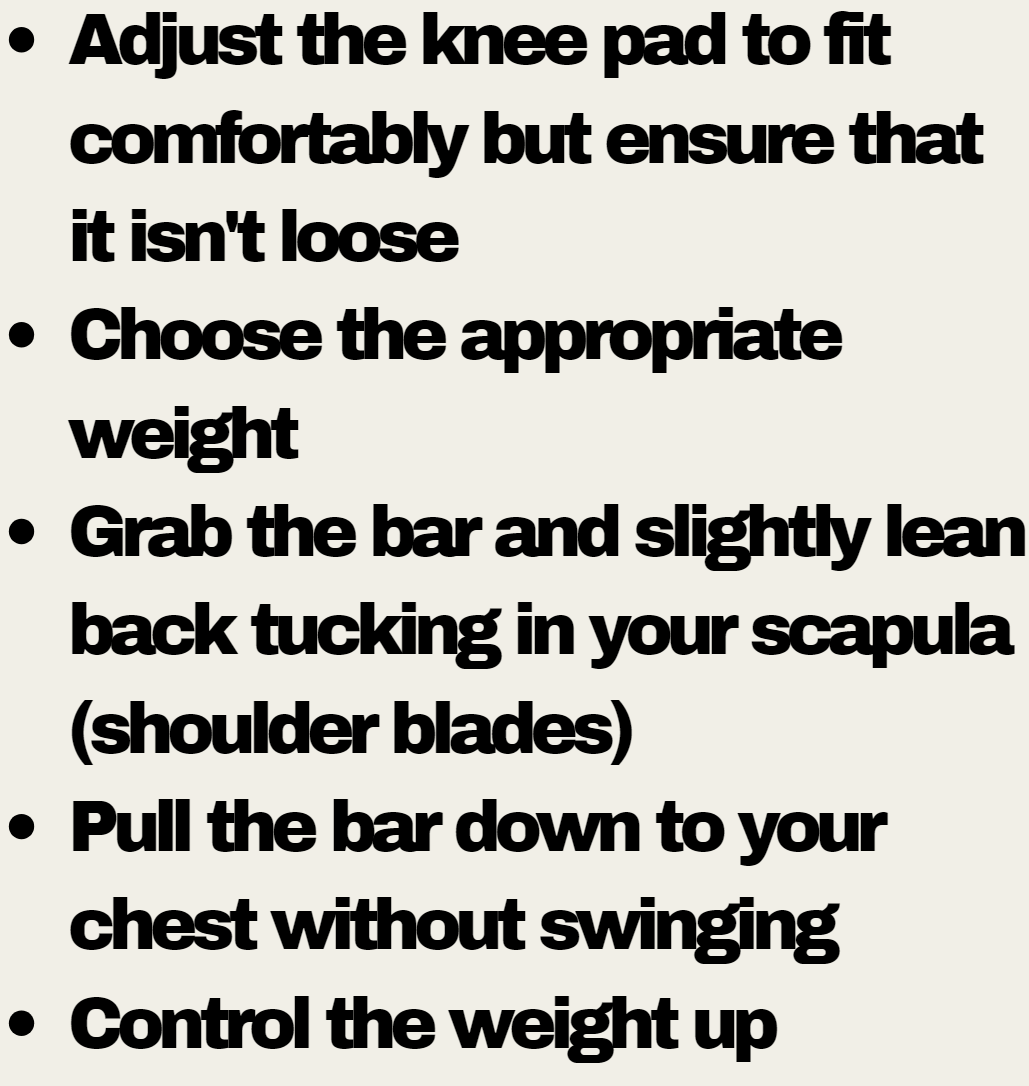 • Adjust the knee pad to fit
comfortably but ensure that
it isn't loose
• Choose the appropriate
weight
• Grab the bar and slightly lean
back tucking in your scapula
(shoulder blades)
• Pull the bar down to your
chest without swinging
• Control the weight up